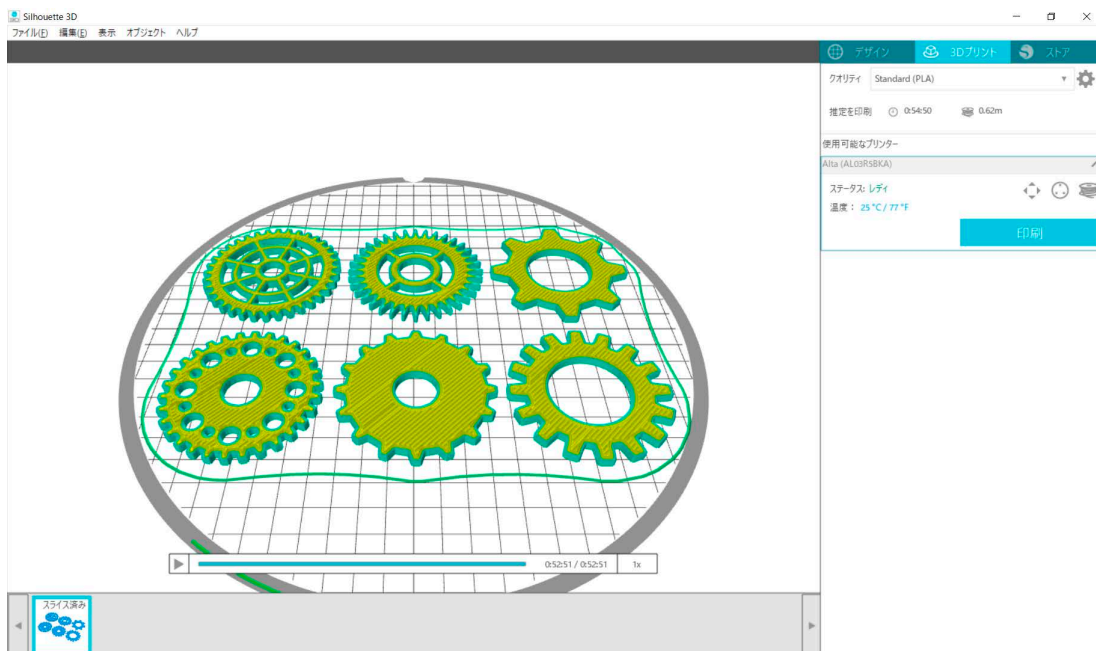 Silhouette 3D
ファイル(F) 編集(E) 表示 オブジェクト ヘルプ
デザイン 3Dプリント ストア
クオリティ Standard (PLA)
推定を印刷 0:54:50 0.62m
使用可能なプリンター
Alta (AL03R5BKA)
ステータス: レディ
温度： 25 °C / 77 °F
印刷
0:52:51 / 0:52:51 1x
スライス済み